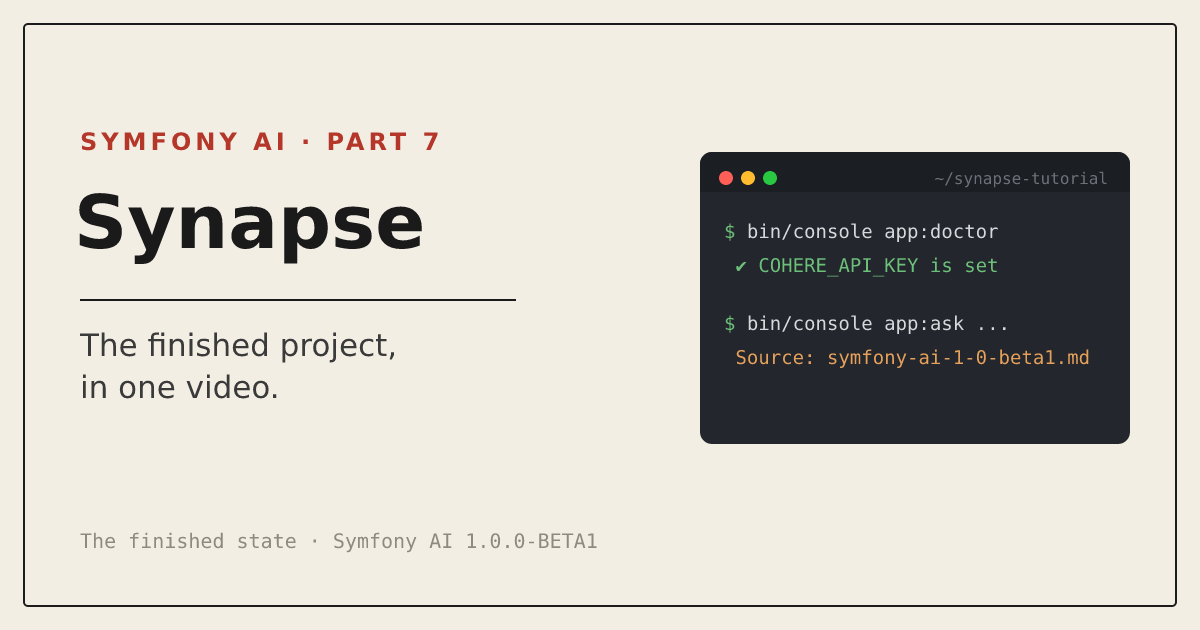 SYMFONY AI · PART 7
Synapse
The finished project,
in one video.
The finished state · Symfony AI 1.0.0-BETA1
~/synapse-tutorial
$ bin/console app:doctor
✔ COHERE_API_KEY is set
$ bin/console app:ask ...
Source: symfony-ai-1-0-beta1.md